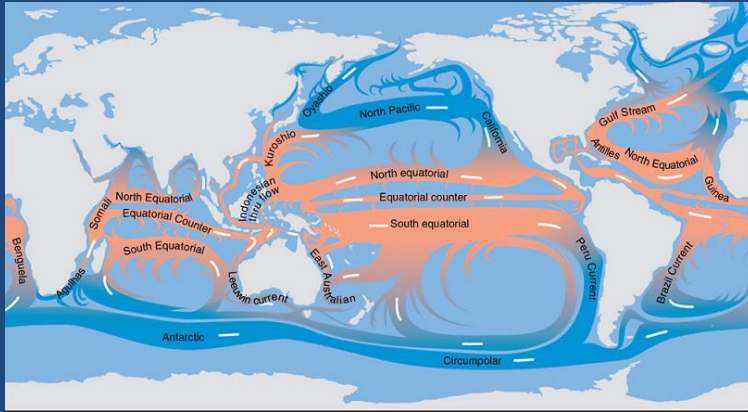 Oyashio
North Pacific
California
Kuroshio
Gulf Stream
Antilles
North Equatorial
Guinea
North equatorial
Equatorial counter
South equatorial
Indonesian
thru flow
Somali
North Equatorial
Equatorial Counter
South Equatorial
Benguela
Agulhas
Leeuwin current
East Australian
Peru Current
Brazil Current
Antarctic
Circumpolar